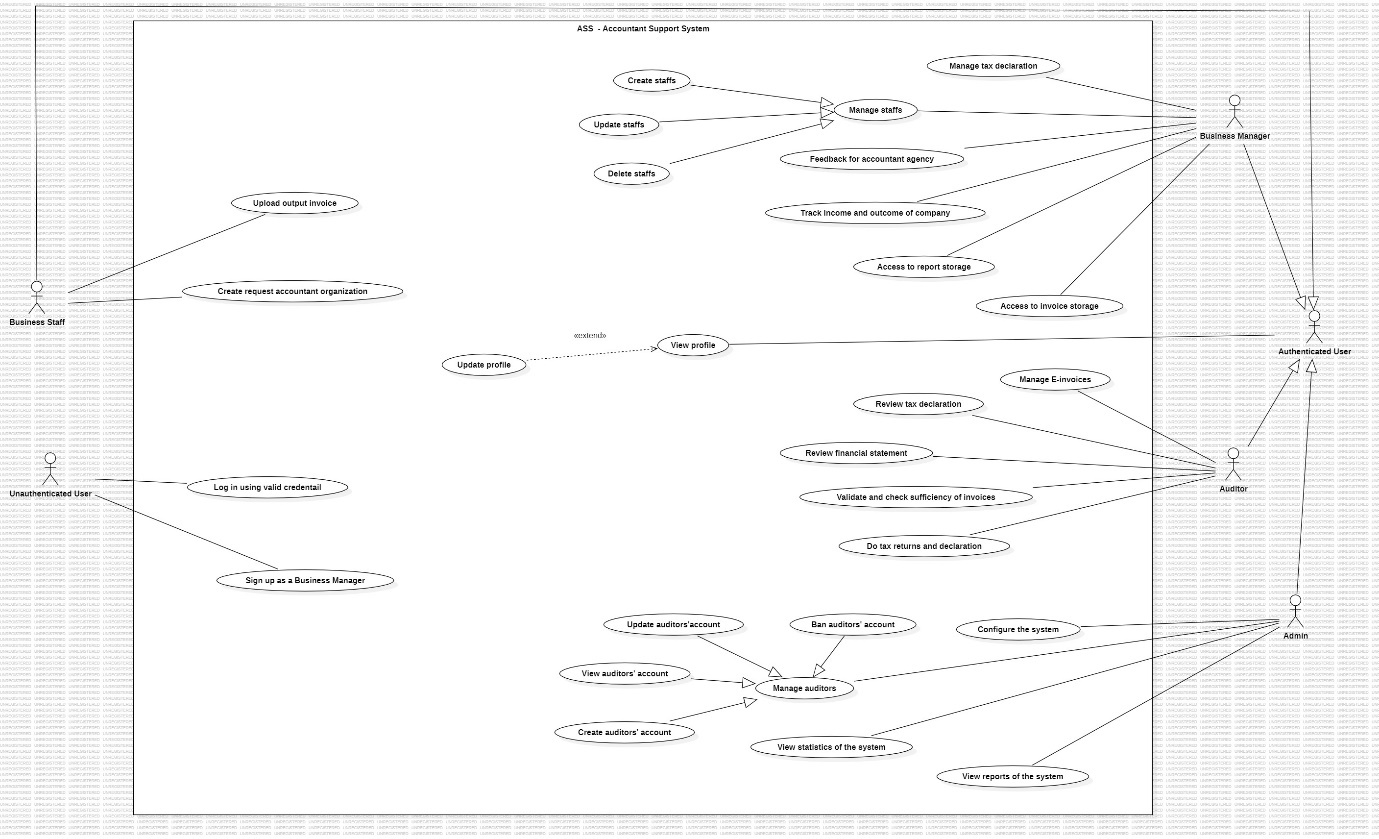 ASS - Accountant Support System
Manage tax declaration
Create staffs
Manage staffs
Update staffs
Business Manager
Feedback for accountant agency
Delete staffs
Upload output invoice
Track income and outcome of company
Access to report storage
Create request accountant organization
Access to invoice storage
Business Staff
«extend»
View profile
Authenticated User
Update profile
Manage E-invoices
Review tax declaration
Review financial statement
Log in using valid credentail
Unauthenticated User
Auditor
Validate and check sufficiency of invoices
Do tax returns and declaration
Sign up as a Business Manager
Update auditors'account
Ban auditors' account
Configure the system
Admin
View auditors' account
Manage auditors
Create auditors' account
View statistics of the system
View reports of the system
UNREGISTERED